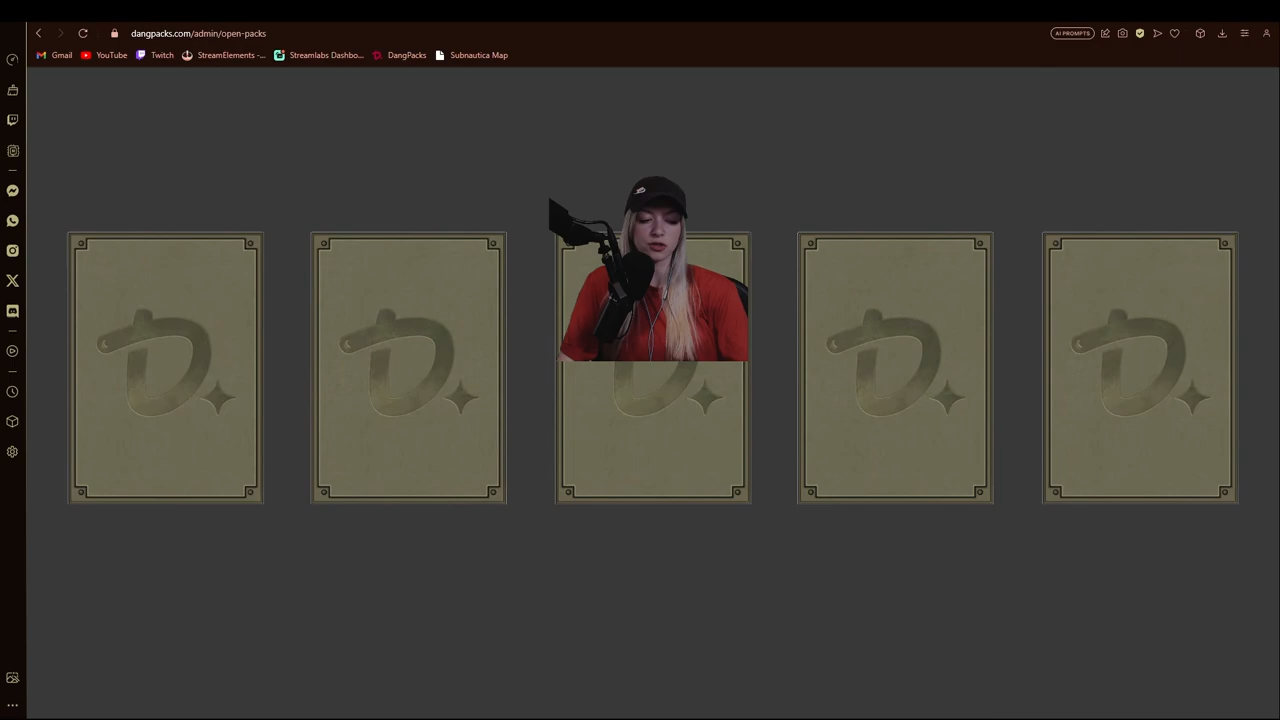 dangpacks.com/admin/open-packs
AI PROMPTS
Gmail YouTube Twitch StreamElements -... Streamlabs Dashbo... DangPacks Subnautica Map
D D D D D